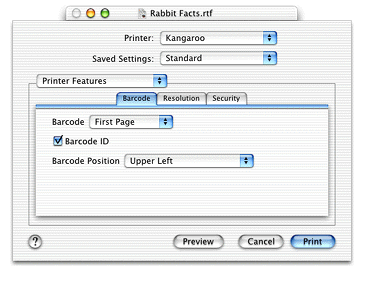 Rabbit Facts.rtf
Printer: Kangaroo
Saved Settings: Standard
Printer Features
Barcode Resolution Security
Barcode First Page
Barcode ID
Barcode Position Upper Left
? Preview Cancel Print